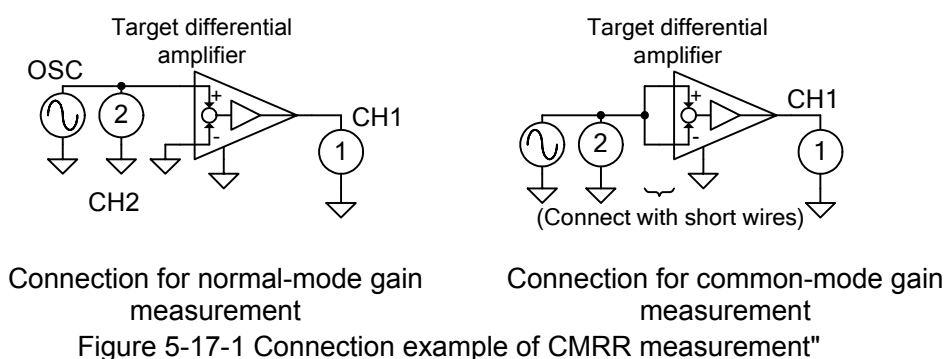 Target differential
amplifier
OSC
2
+
-
CH1
1
CH2
Target differential
amplifier
2
+
-
CH1
1
(Connect with short wires)
Connection for normal-mode gain
measurement
Connection for common-mode gain
measurement
Figure 5-17-1 Connection example of CMRR measurement"